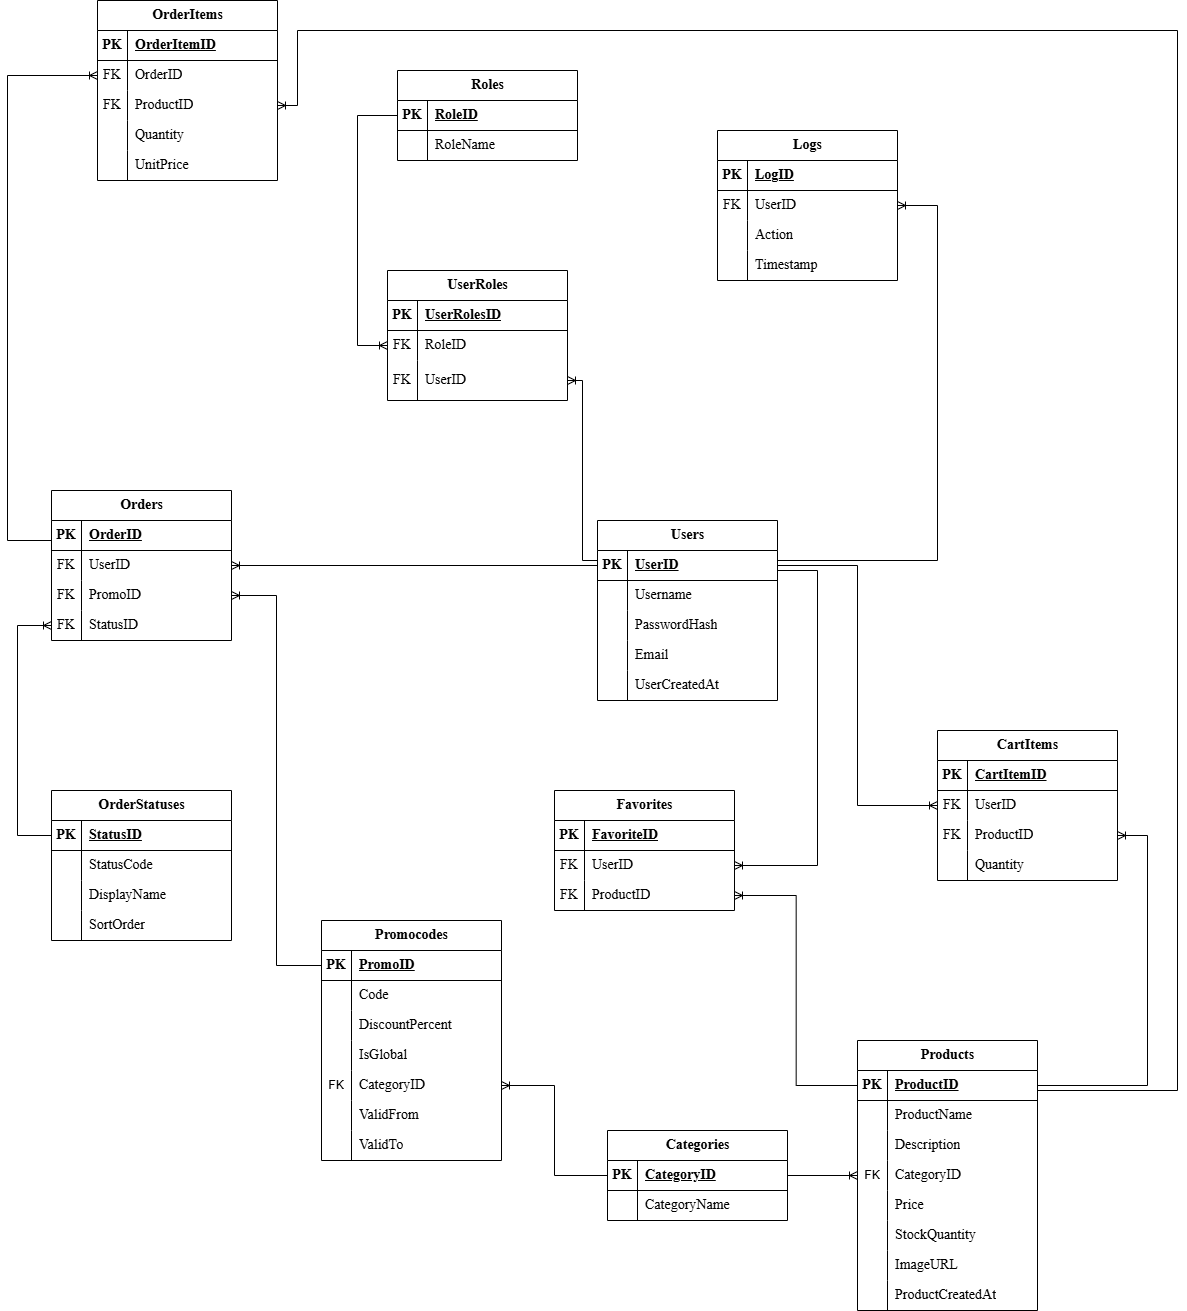 OrderItems
PK OrderItemID
FK OrderID
FK ProductID
Quantity
UnitPrice
Roles
PK RoleID
RoleName
Logs
PK LogID
FK UserID
Action
Timestamp
UserRoles
PK UserRolesID
FK RoleID
FK UserID
Orders
PK OrderID
FK UserID
FK PromoID
FK StatusID
Users
PK UserID
Username
PasswordHash
Email
UserCreatedAt
CartItems
PK CartItemID
FK UserID
FK ProductID
Quantity
OrderStatuses
PK StatusID
StatusCode
DisplayName
SortOrder
Favorites
PK FavoriteID
FK UserID
FK ProductID
Promocodes
PK PromoID
Code
DiscountPercent
IsGlobal
FK CategoryID
ValidFrom
ValidTo
Categories
PK CategoryID
CategoryName
Products
PK ProductID
ProductName
Description
FK CategoryID
Price
StockQuantity
ImageURL
ProductCreatedAt